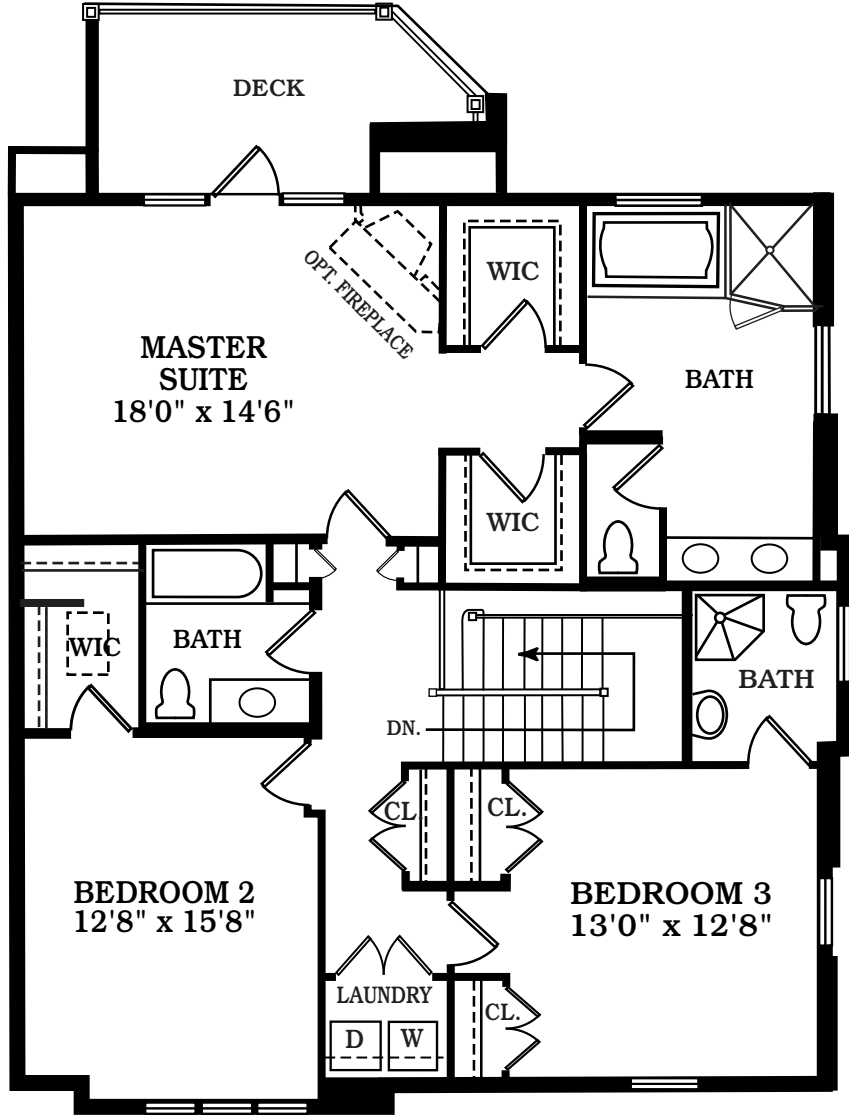 DECK
OPT. FIREPLACE
WIC
MASTER
SUITE
18'0" x 14'6"
BATH
WIC
WIC
BATH
BATH
DN.
CL.
CL.
BEDROOM 2
12'8" x 15'8"
BEDROOM 3
13'0" x 12'8"
LAUNDRY
D
W
CL.